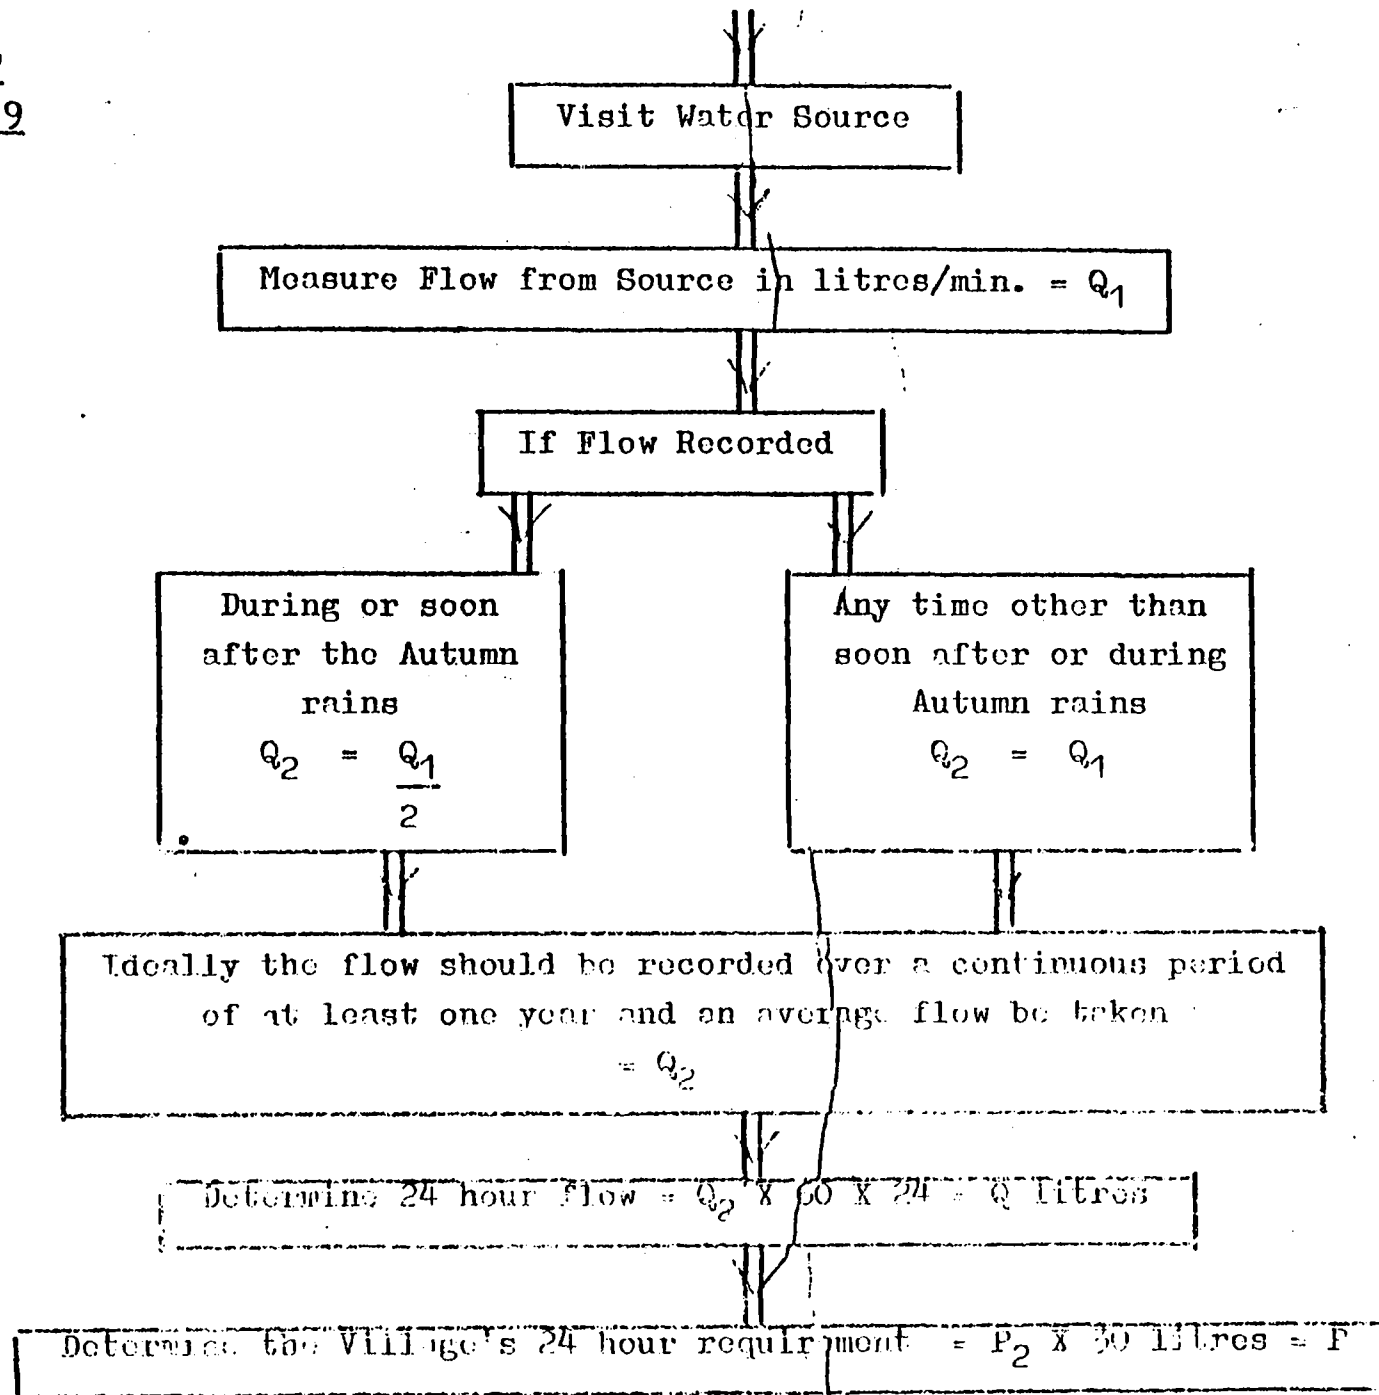 9
Visit Water Source
Measure Flow from Source in litres/min. = Q₁
If Flow Recorded
During or soon
after the Autumn
rains
Q₂ = Q₁
2
Any time other than
soon after or during
Autumn rains
Q₂ = Q₁
Ideally the flow should be recorded over a continuous period
of at least one year and an average flow be taken
= Q₂
Determine 24 hour flow = Q₂ X 60 X 24 = Q litres
Determine the Village's 24 hour requirment = P₂ X 30 litres = P